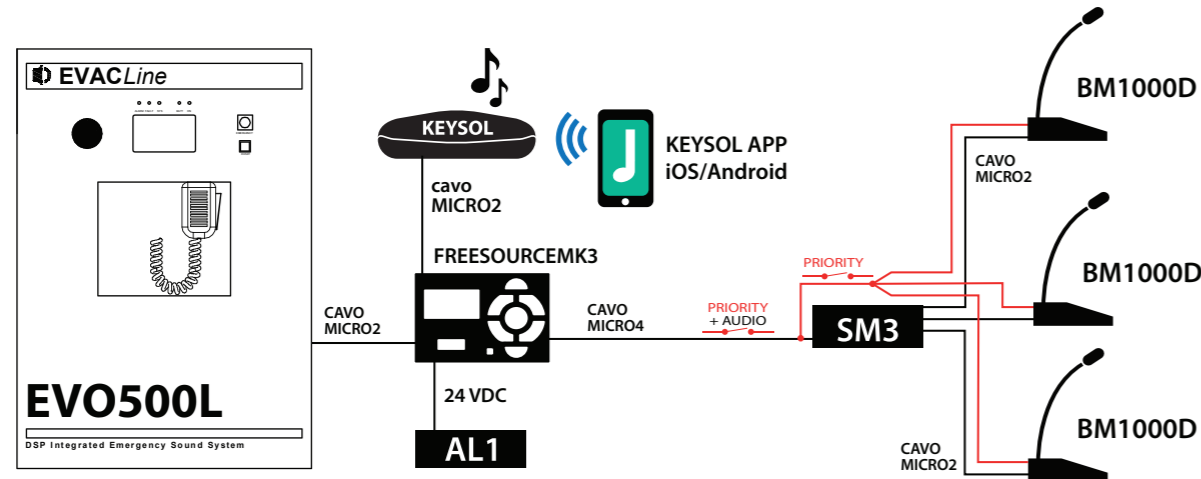 EVACLine
EVO500L
DSP Integrated Emergency Sound System
CAVO
MICRO2
KEYSOL
cavo
MICRO2
KEYSOL APP
iOS/Android
FREESOURCEMK3
24 VDC
AL1
CAVO
MICRO4
PRIORITY
+ AUDIO
PRIORITY
SM3
CAVO
MICRO2
BM1000D
BM1000D
BM1000D
CAVO
MICRO2